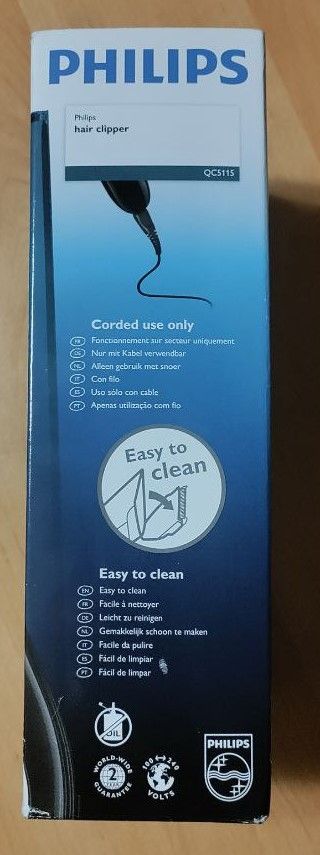 PHILIPS
Philips
hair clipper
QC5115
Corded use only
FR Fonctionnement sur secteur uniquement
DE Nur mit Kabel verwendbar
NL Alleen gebruik met snoer
IT Con filo
ES Uso sólo con cable
PT Apenas utilização com fio
Easy to
clean
Easy to clean
EN Easy to clean
FR Facile à nettoyer
DE Leicht zu reinigen
NL Gemakkelijk schoon te maken
IT Facile da pulire
ES Fácil de limpiar
PT Fácil de limpar
OIL
WORLD-WIDE
2
GUARANTEE
100 ↔ 240
VOLTS
PHILIPS